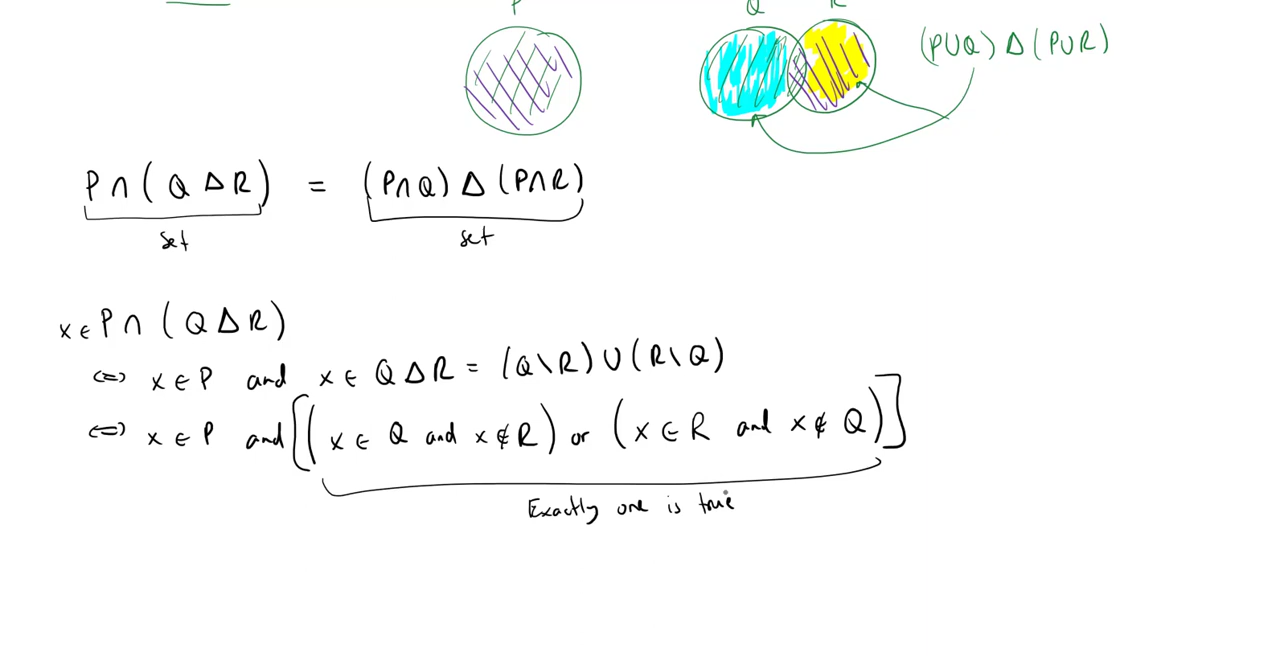 P Q R
(P∪Q) Δ (P∪R)
P ∩ ( Q Δ R ) = (P∩Q) Δ (P∩R)
set set
x ∈ P ∩ ( Q Δ R )
⇔ x ∈ P and x ∈ Q Δ R = (Q\R) ∪ (R\Q)
⇔ x ∈ P and [(x ∈ Q and x ∉ R) or (x ∈ R and x ∉ Q)]
Exactly one is true